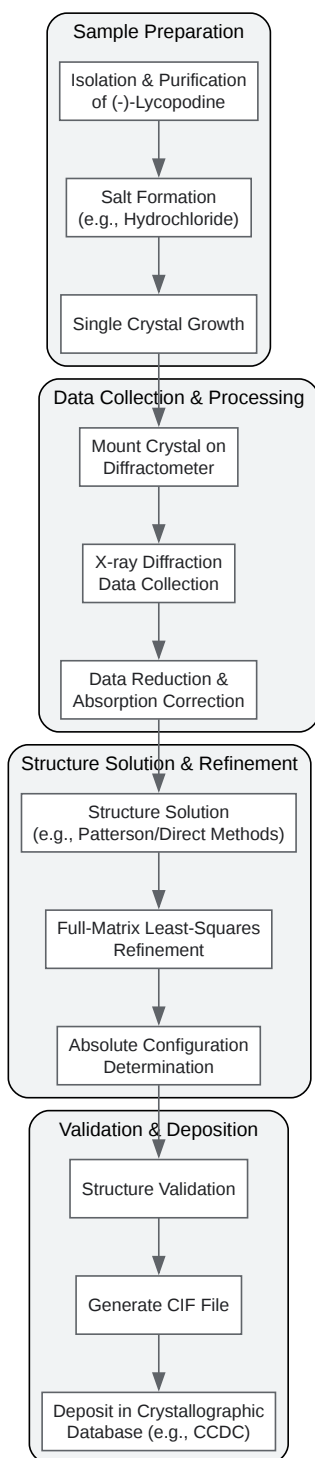 Sample Preparation
Isolation & Purification
of (-)-Lycopodine
Salt Formation
(e.g., Hydrochloride)
Single Crystal Growth
Data Collection & Processing
Mount Crystal on
Diffractometer
X-ray Diffraction
Data Collection
Data Reduction &
Absorption Correction
Structure Solution & Refinement
Structure Solution
(e.g., Patterson/Direct Methods)
Full-Matrix Least-Squares
Refinement
Absolute Configuration
Determination
Validation & Deposition
Structure Validation
Generate CIF File
Deposit in Crystallographic
Database (e.g., CCDC)